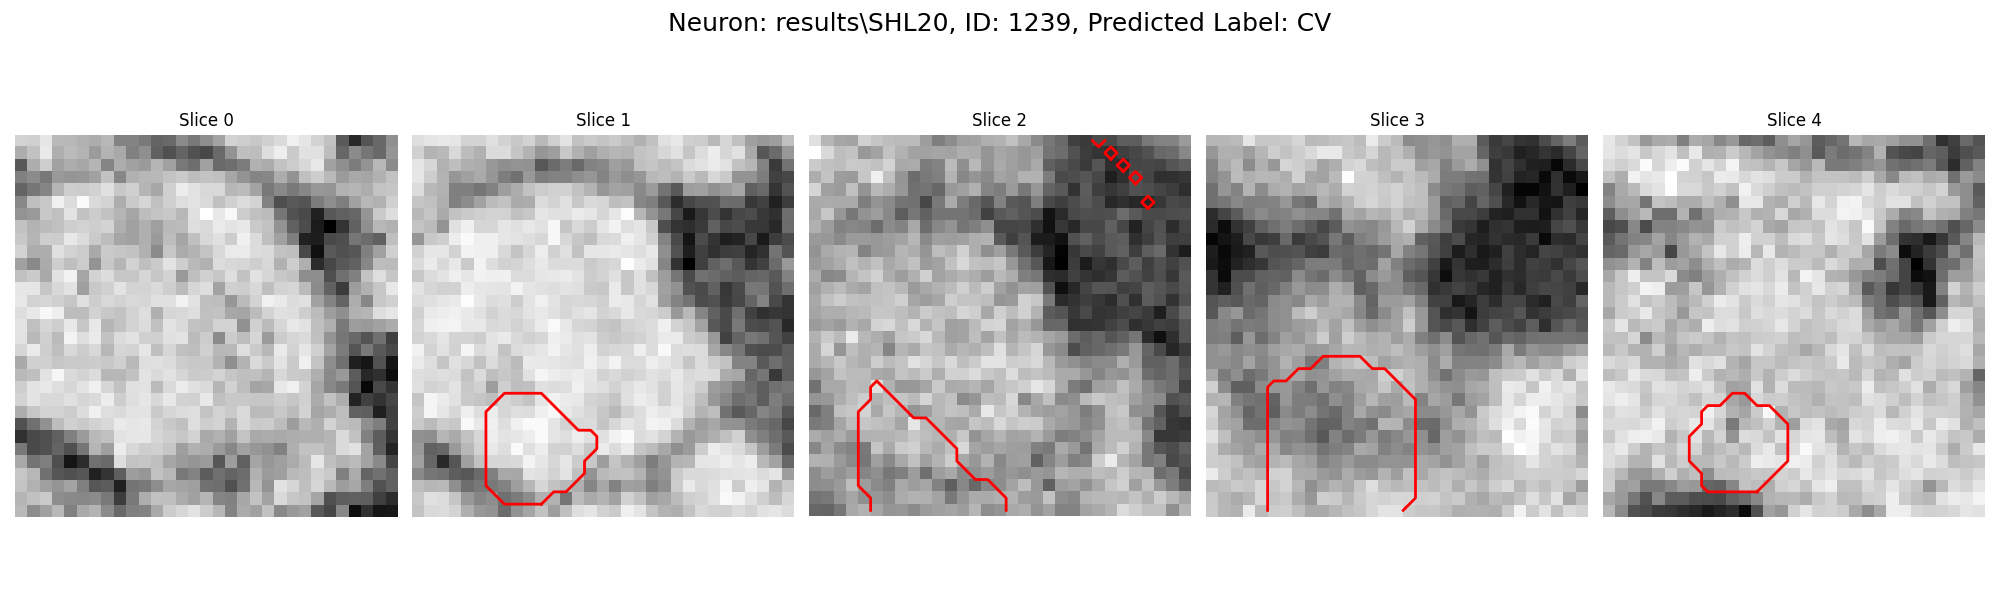 Neuron: results\SHL20, ID: 1239, Predicted Label: CV
Slice 0
Slice 1
Slice 2
Slice 3
Slice 4